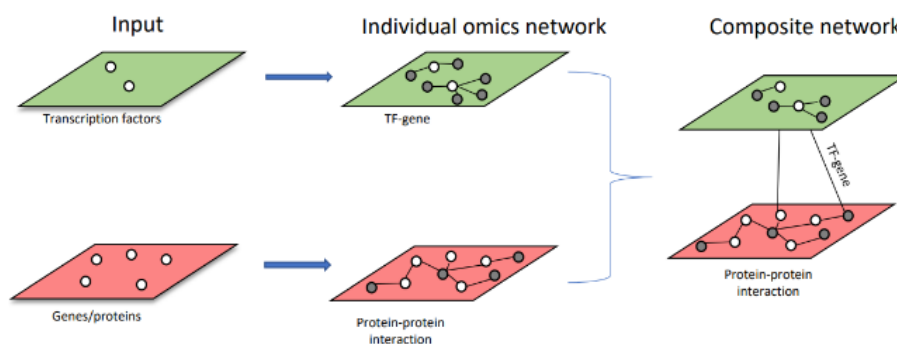 Input
Individual omics network
Composite network
Transcription factors
TF-gene
TF-gene
Genes/proteins
Protein-protein
interaction
Protein-protein
interaction